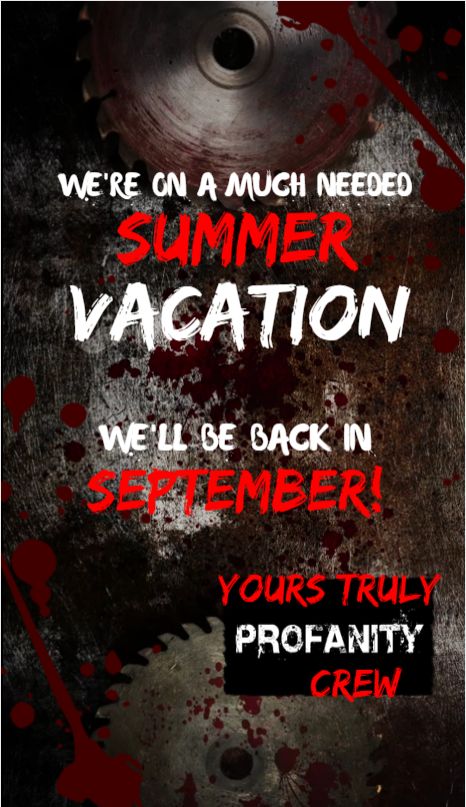 WE'RE ON A MUCH NEEDED
SUMMER
VACATION
WE'LL BE BACK IN
SEPTEMBER!
YOURS TRULY
PROFANITY
CREW